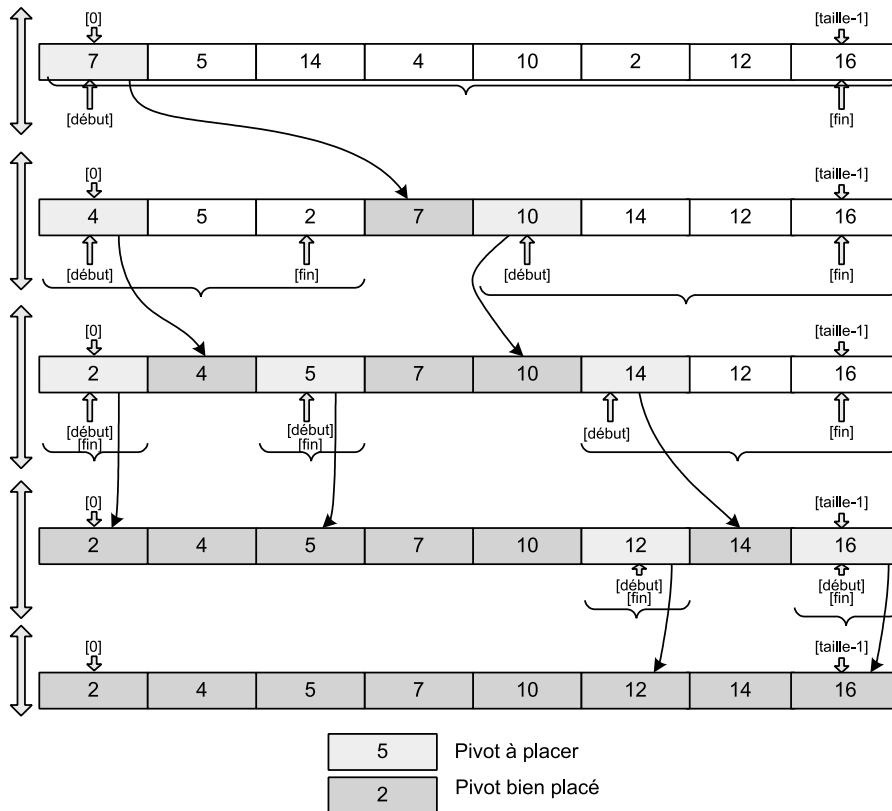 [0] [taille-1]
7 5 14 4 10 2 12 16
[début] [fin]
[0] [taille-1]
4 5 2 7 10 14 12 16
[début] [fin] [début] [fin]
[0] [taille-1]
2 4 5 7 10 14 12 16
[début] [début] [début] [fin]
[fin] [fin]
[0] [taille-1]
2 4 5 7 10 12 14 16
[début] [début]
[fin] [fin]
[0] [taille-1]
2 4 5 7 10 12 14 16
5 Pivot à placer
2 Pivot bien placé